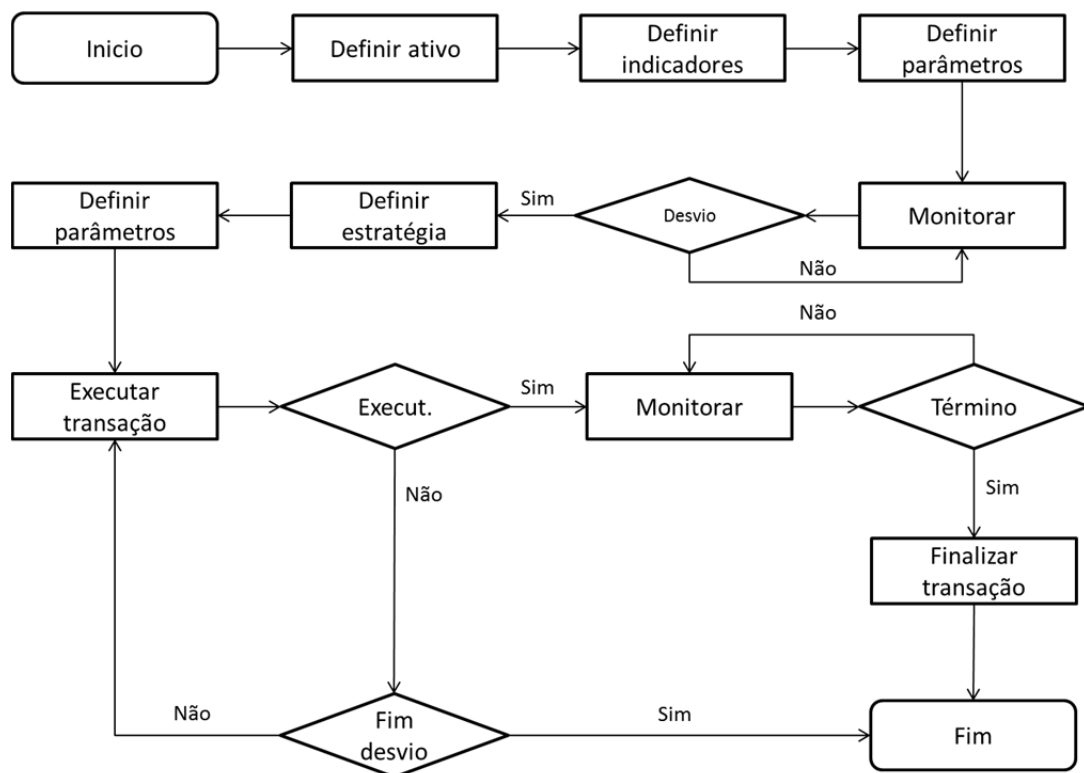 Inicio
Definir ativo
Definir
indicadores
Definir
parâmetros
Definir
parâmetros
Definir
estratégia
Sim
Desvio
Monitorar
Não
Não
Executar
transação
Execut.
Sim
Monitorar
Término
Não
Sim
Finalizar
transação
Não
Fim
desvio
Sim
Fim